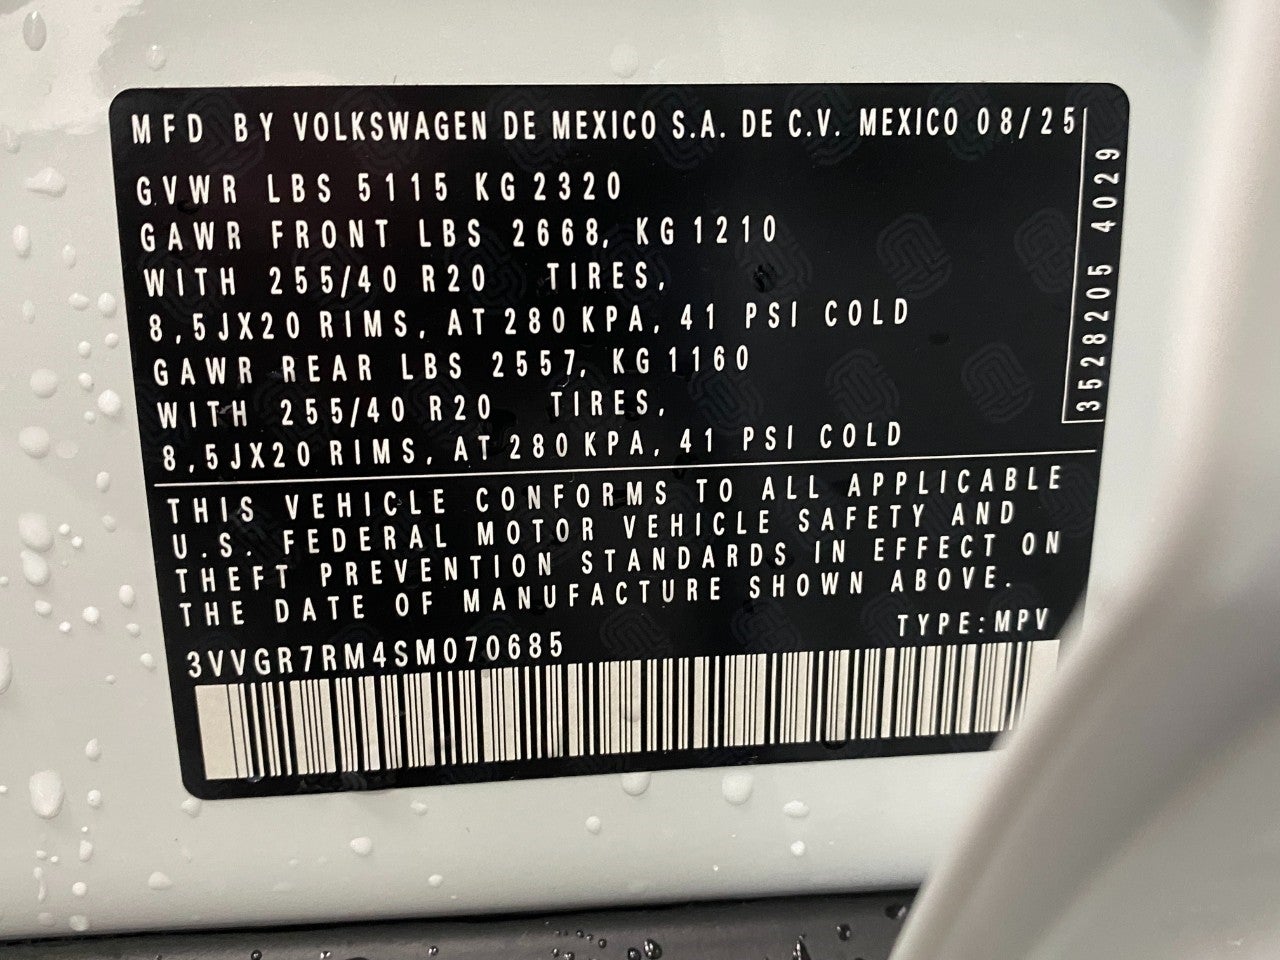 MFD BY VOLKSWAGEN DE MEXICO S.A. DE C.V. MEXICO 08/25
GVWR LBS 5115 KG 2320
GAWR FRONT LBS 2668, KG 1210
WITH 255/40 R20 TIRES,
8,5JX20 RIMS, AT 280 KPA, 41 PSI COLD
GAWR REAR LBS 2557, KG 1160
WITH 255/40 R20 TIRES,
8,5JX20 RIMS, AT 280 KPA, 41 PSI COLD
3528205 4029
THIS VEHICLE CONFORMS TO ALL APPLICABLE
U.S. FEDERAL MOTOR VEHICLE SAFETY AND
THEFT PREVENTION STANDARDS IN EFFECT ON
THE DATE OF MANUFACTURE SHOWN ABOVE.
TYPE:MPV
3VVGR7RM4SM070685